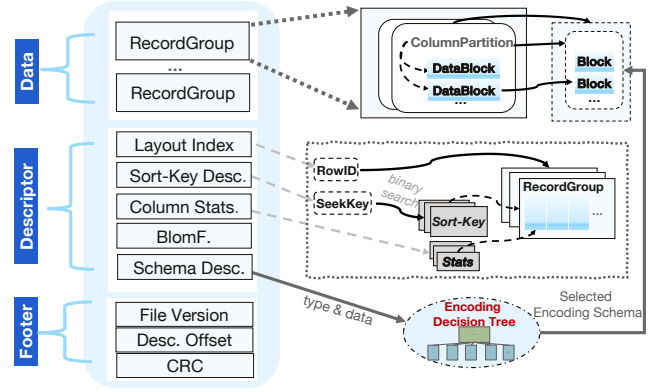 Data
RecordGroup
...
RecordGroup
ColumnPartition
DataBlock
DataBlock
...
Block
Block
...
Descriptor
Layout Index
Sort-Key Desc.
Column Stats.
BlomF.
Schema Desc.
RowID
SeekKey
binary
search
Sort-Key
Stats
RecordGroup
...
Footer
File Version
Desc. Offset
CRC
type & data
Encoding
Decision Tree
Selected
Encoding Schema